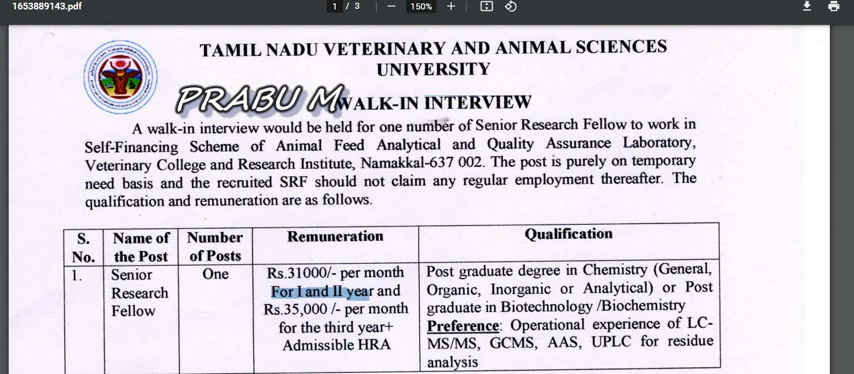 1653889143.pdf
1 / 3
150%
TAMIL NADU VETERINARY AND ANIMAL SCIENCES
UNIVERSITY
PRABU M
WALK-IN INTERVIEW
A walk-in interview would be held for one number of Senior Research Fellow to work in
Self-Financing Scheme of Animal Feed Analytical and Quality Assurance Laboratory,
Veterinary College and Research Institute, Namakkal-637 002. The post is purely on temporary
need basis and the recruited SRF should not claim any regular employment thereafter. The
qualification and remuneration are as follows.
S. No.
Name of the Post
Number of Posts
Remuneration
Qualification
1.
Senior
Research
Fellow
One
Rs.31000/- per month
For I and II year and
Rs.35,000 /- per month
for the third year+
Admissible HRA
Post graduate degree in Chemistry (General,
Organic, Inorganic or Analytical) or Post
graduate in Biotechnology /Biochemistry
Preference: Operational experience of LC-
MS/MS, GCMS, AAS, UPLC for residue
analysis